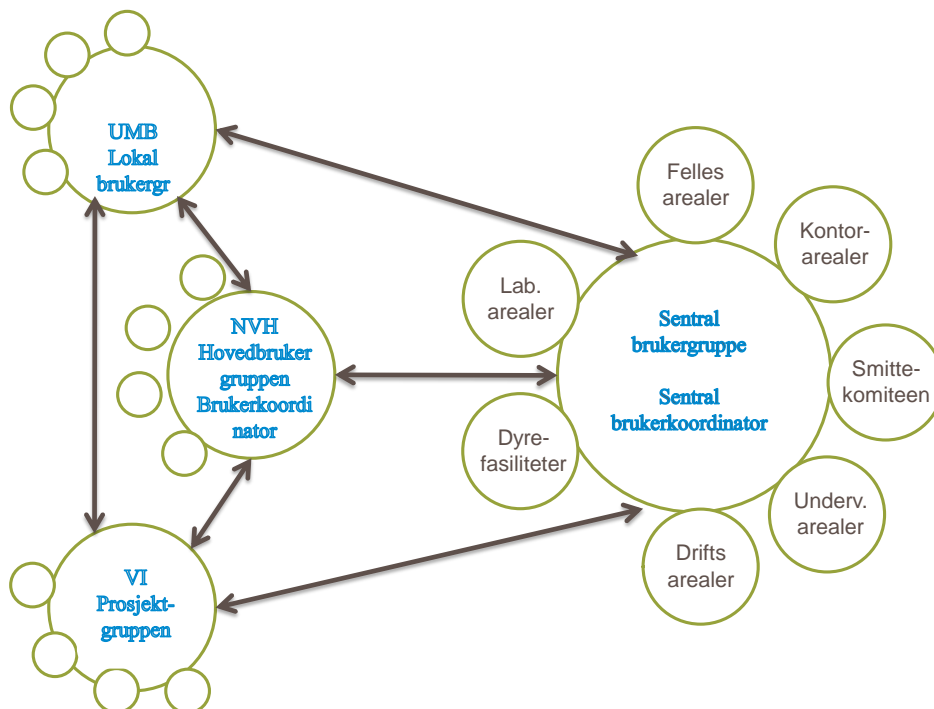 UMB
Lokal
brukergr
NVH
Hovedbruker
gruppen
Brukerkoordi
nator
VI
Prosjekt-
gruppen
Felles
arealer
Kontor-
arealer
Lab.
arealer
Sentral
brukergruppe
Sentral
brukerkoordinator
Smitte-
komiteen
Dyre-
fasiliteter
Underv.
arealer
Drifts
arealer